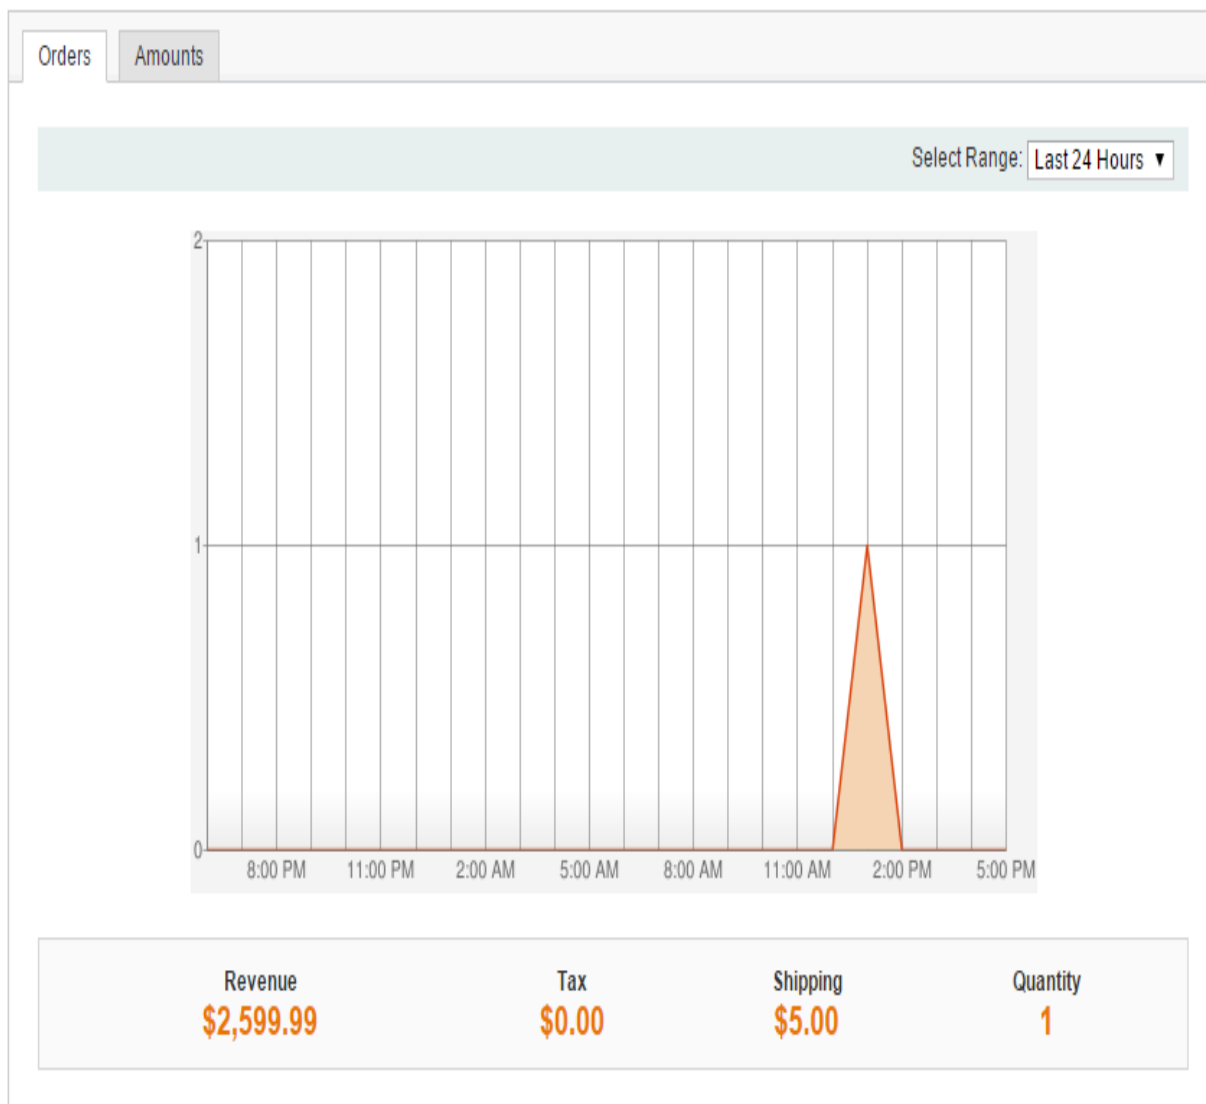 Orders Amounts
Select Range: Last 24 Hours ▼
2
1
0
8:00 PM 11:00 PM 2:00 AM 5:00 AM 8:00 AM 11:00 AM 2:00 PM 5:00 PM
Revenue Tax Shipping Quantity
$2,599.99 $0.00 $5.00 1